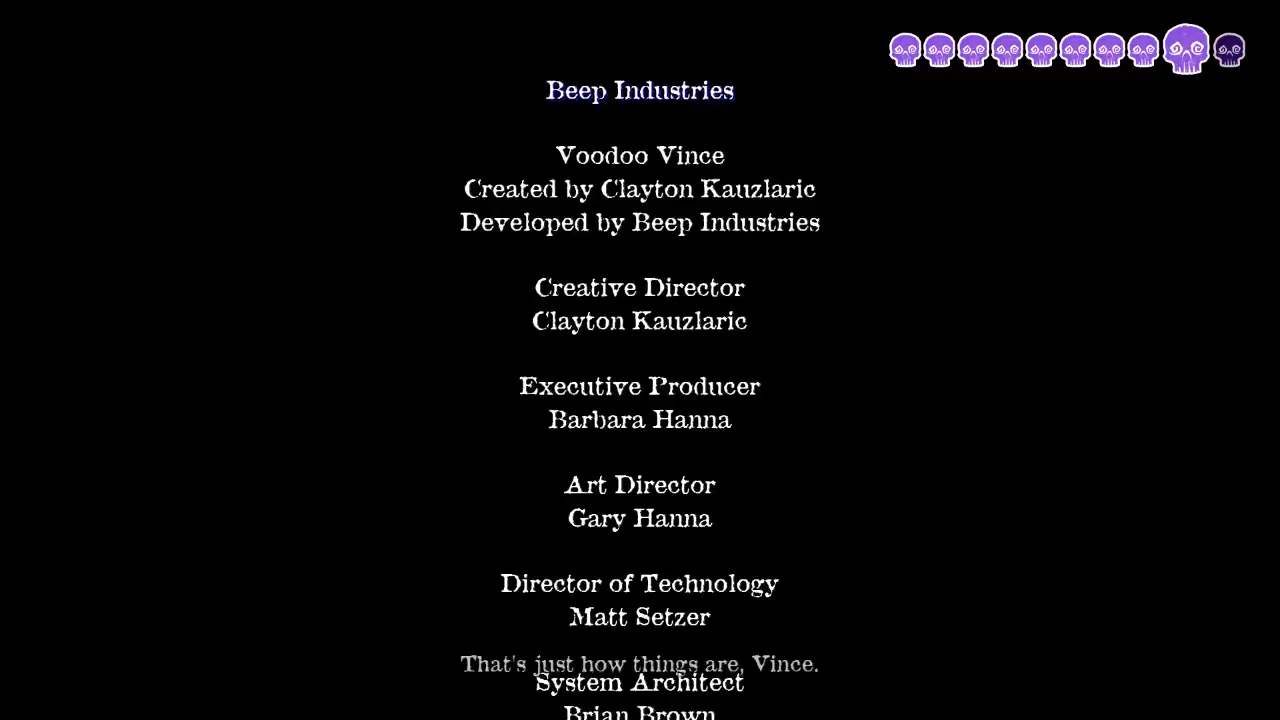 Beep Industries
Voodoo Vince
Created by Clayton Kauzlaric
Developed by Beep Industries
Creative Director
Clayton Kauzlaric
Executive Producer
Barbara Hanna
Art Director
Gary Hanna
Director of Technology
Matt Setzer
That's just how things are, Vince.
System Architect
Brian Brown